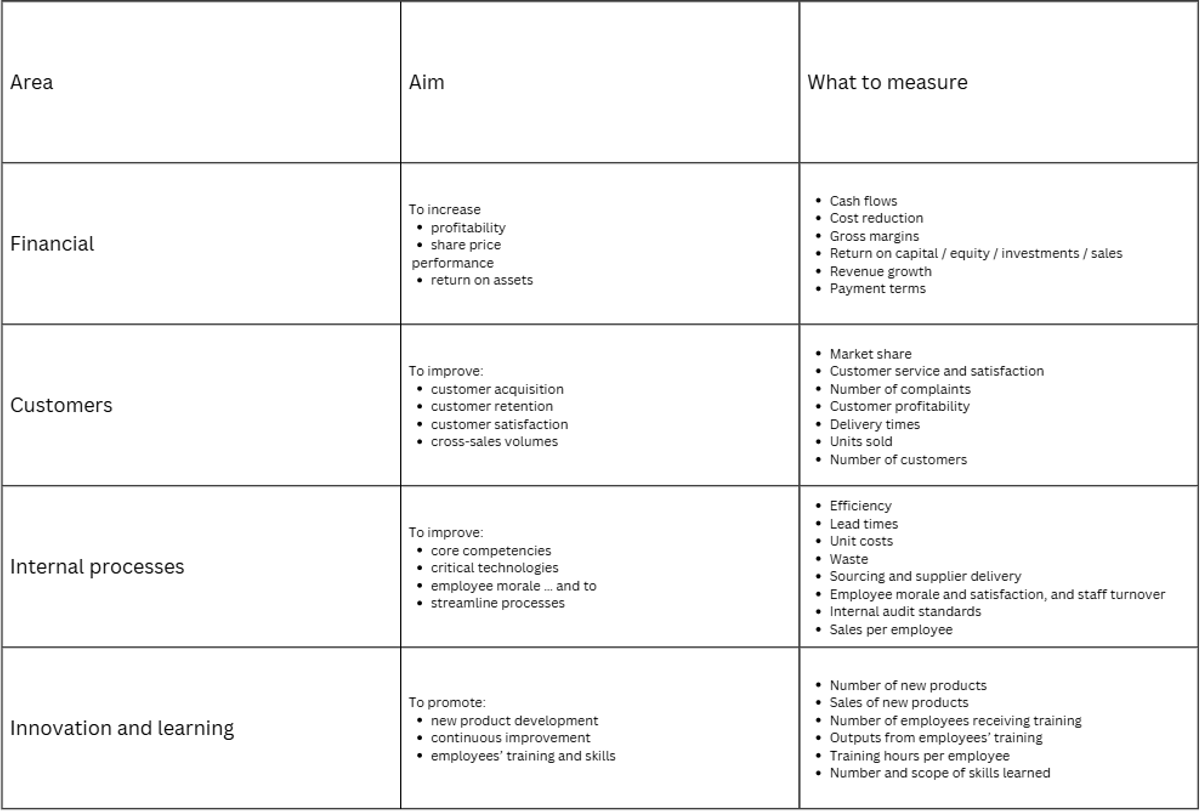 Area
Aim
What to measure
Financial
To increase
• profitability
• share price
performance
• return on assets
• Cash flows
• Cost reduction
• Gross margins
• Return on capital / equity / investments / sales
• Revenue growth
• Payment terms
Customers
To improve:
• customer acquisition
• customer retention
• customer satisfaction
• cross-sales volumes
• Market share
• Customer service and satisfaction
• Number of complaints
• Customer profitability
• Delivery times
• Units sold
• Number of customers
Internal processes
To improve:
• core competencies
• critical technologies
• employee morale ... and to
• streamline processes
• Efficiency
• Lead times
• Unit costs
• Waste
• Sourcing and supplier delivery
• Employee morale and satisfaction, and staff turnover
• Internal audit standards
• Sales per employee
Innovation and learning
To promote:
• new product development
• continuous improvement
• employees’ training and skills
• Number of new products
• Sales of new products
• Number of employees receiving training
• Outputs from employees’ training
• Training hours per employee
• Number and scope of skills learned